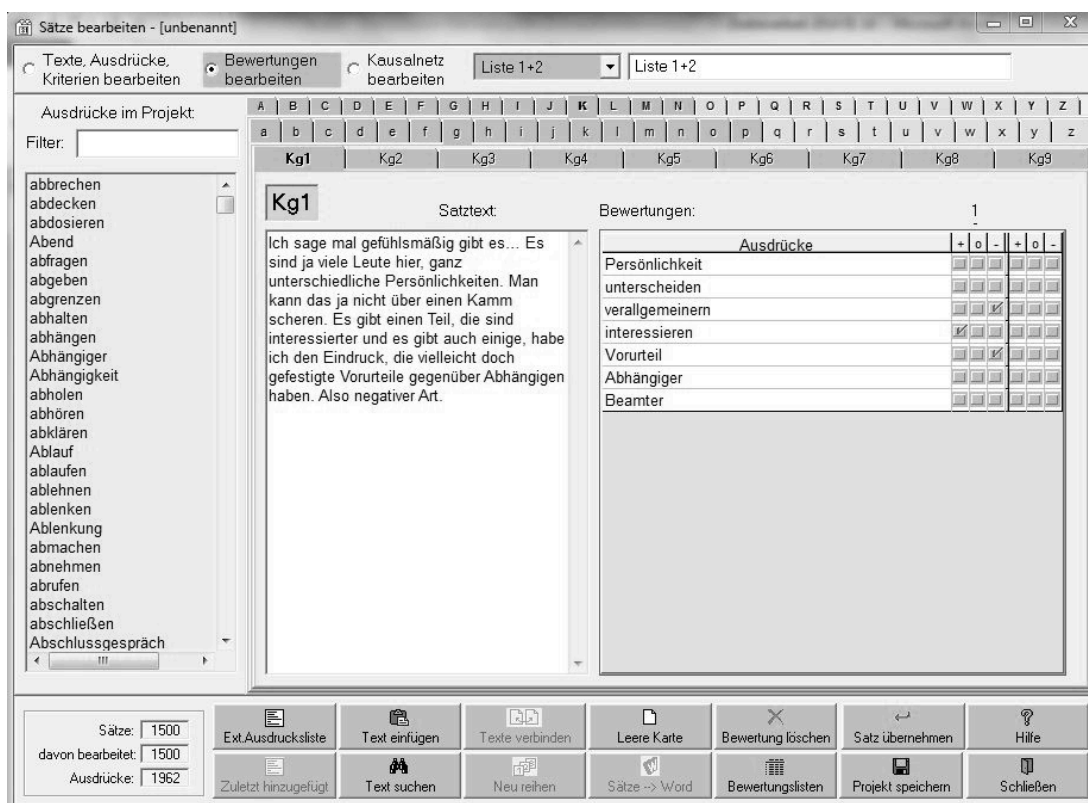 Sätze bearbeiten - [unbenannt]
Texte, Ausdrücke,
Kriterien bearbeiten
Bewertungen
bearbeiten
Kausalnetz
bearbeiten
Liste 1+2
Liste 1+2
Ausdrücke im Projekt:
Filter:
A B C D E F G H I J K L M N O P Q R S T U V W X Y Z
a b c d e f g h i j k l m n o p q r s t u v w x y z
Kg1 Kg2 Kg3 Kg4 Kg5 Kg6 Kg7 Kg8 Kg9
abbrechen
abdecken
abdosieren
Abend
abfragen
abgeben
abgrenzen
abhalten
abhängen
Abhängiger
Abhängigkeit
abholen
abhören
abklären
Ablauf
ablaufen
ablehnen
ablenken
Ablenkung
abmachen
abnehmen
abrufen
abschalten
abschließen
Abschlussgespräch
Kg1
Satztext:
Ich sage mal gefühlsmäßig gibt es... Es
sind ja viele Leute hier, ganz
unterschiedliche Persönlichkeiten. Man
kann das ja nicht über einen Kamm
scheren. Es gibt einen Teil, die sind
interessierter und es gibt auch einige, habe
ich den Eindruck, die vielleicht doch
gefestigte Vorurteile gegenüber Abhängigen
haben. Also negativer Art.
Bewertungen:
1
-
Ausdrücke + o - + o -
Persönlichkeit
unterscheiden
verallgemeinern
interessieren
Vorurteil
Abhängiger
Beamter
Sätze: 1500
davon bearbeitet: 1500
Ausdrücke: 1962
Ext.Ausdrucksliste
Text einfügen
Texte verbinden
Leere Karte
Bewertung löschen
Satz übernehmen
Hilfe
Zuletzt hinzugefügt
Text suchen
Neu reihen
Sätze --> Word
Bewertungslisten
Projekt speichern
Schließen